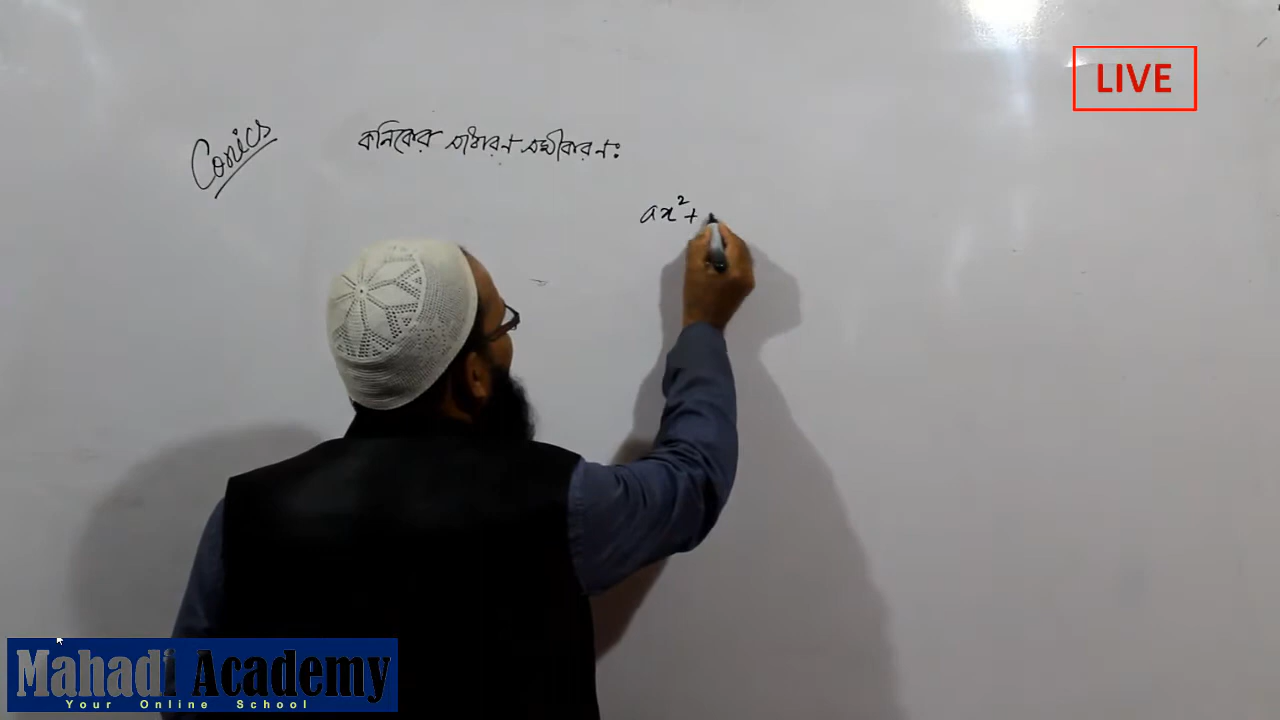 LIVE
Conics
কনিকের সাধারণ সমীকরণঃ
ax² +
Mahadi Academy
Your Online School